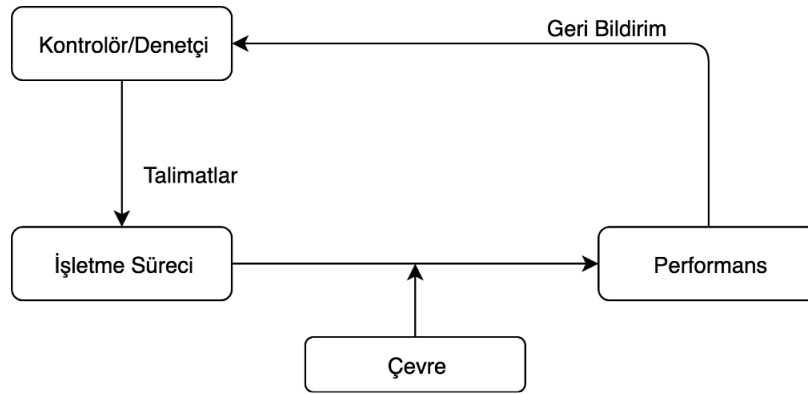 Kontrolör/Denetçi
Geri Bildirim
Talimatlar
İşletme Süreci
Performans
Çevre